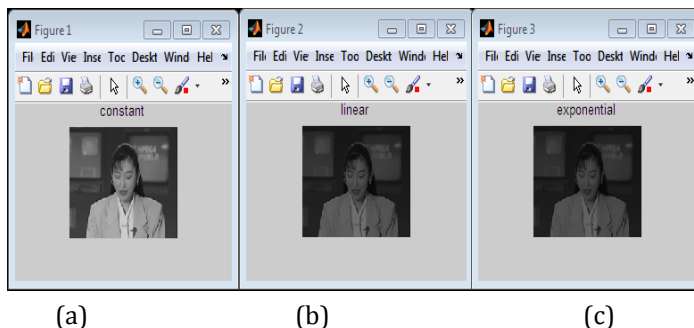 Figure 1
Fil Edi Vie Inse Too Deskt Wind Hel
constant
Figure 2
Fil Edi Vie Inse Too Deskt Wind Hel
linear
Figure 3
Fil Edi Vie Inse Too Deskt Wind Hel
exponential
(a) (b) (c)